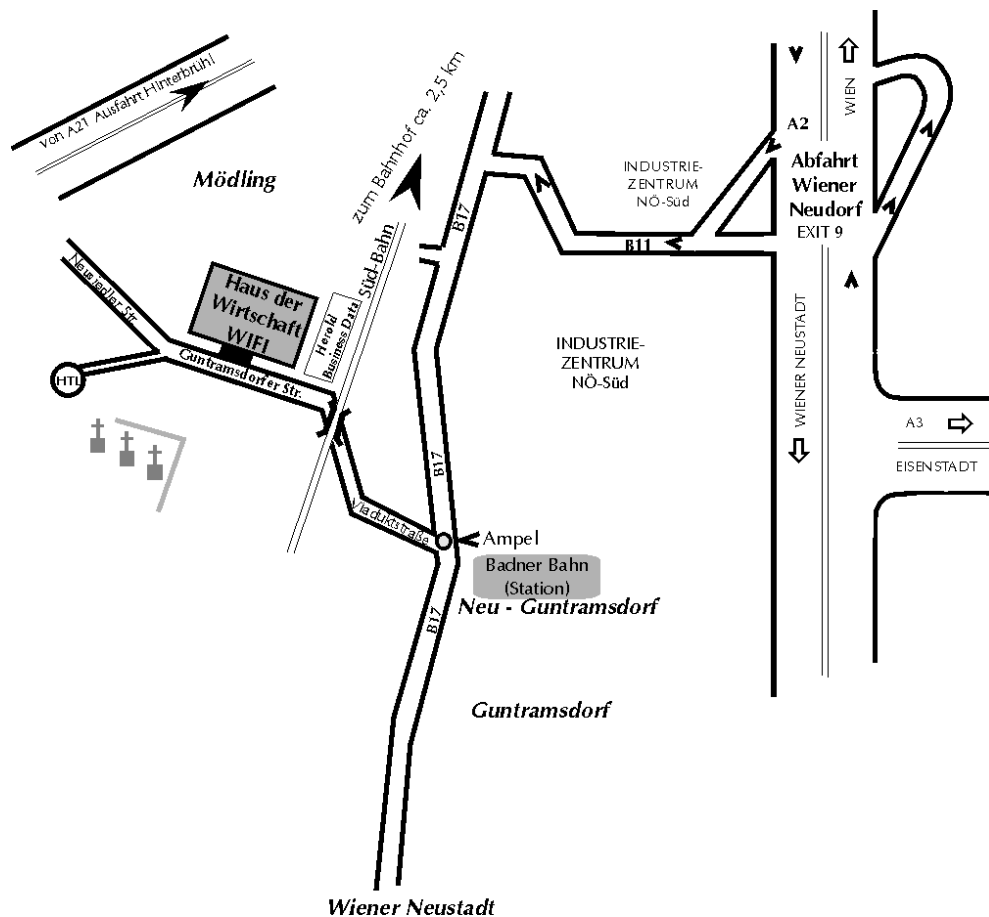 von A21 Ausfahrt Hinterbrühl
Mödling
zum Bahnhof ca. 2,5 km
Süd-Bahn
B17
INDUSTRIE-
ZENTRUM
NÖ-Süd
A2
WIEN
Abfahrt
Wiener
Neudorf
EXIT 9
B11
Neusiedler Str.
Haus der
Wirtschaft
WIFI
Herold
Business Data
Guntramsdorfer Str.
HTL
INDUSTRIE-
ZENTRUM
NÖ-Süd
WIENER NEUSTADT
A3
EISENSTADT
B17
Viaduktstraße
Ampel
Badner Bahn
(Station)
Neu - Guntramsdorf
B17
Guntramsdorf
Wiener Neustadt